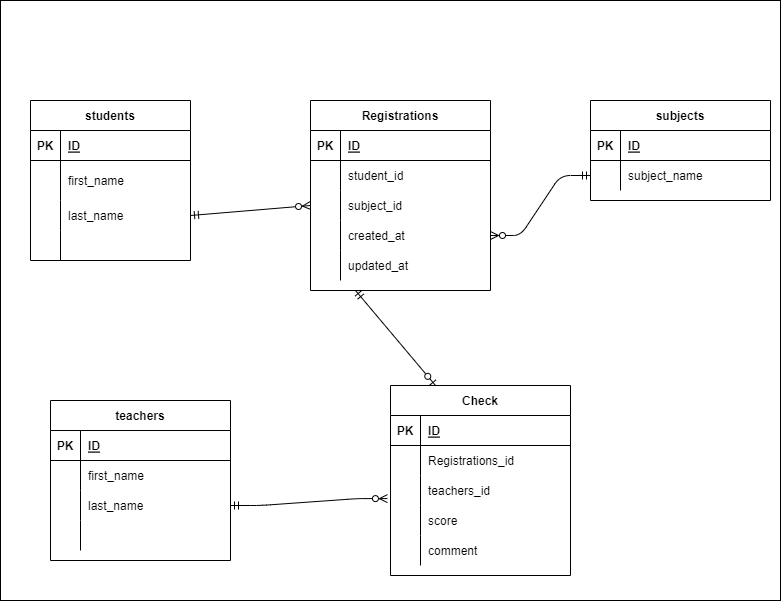 students
PK ID
first_name
last_name
Registrations
PK ID
student_id
subject_id
created_at
updated_at
subjects
PK ID
subject_name
teachers
PK ID
first_name
last_name
Check
PK ID
Registrations_id
teachers_id
score
comment